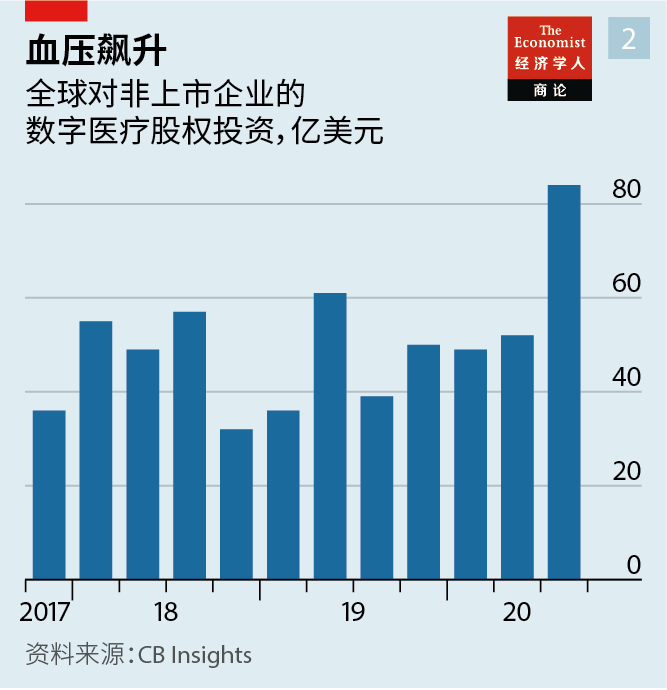 血压飙升
全球对非上市企业的
数字医疗股权投资，亿美元
The
Economist
经济学人
商论
2
80
60
40
20
0
2017 18 19 20
资料来源：CB Insights